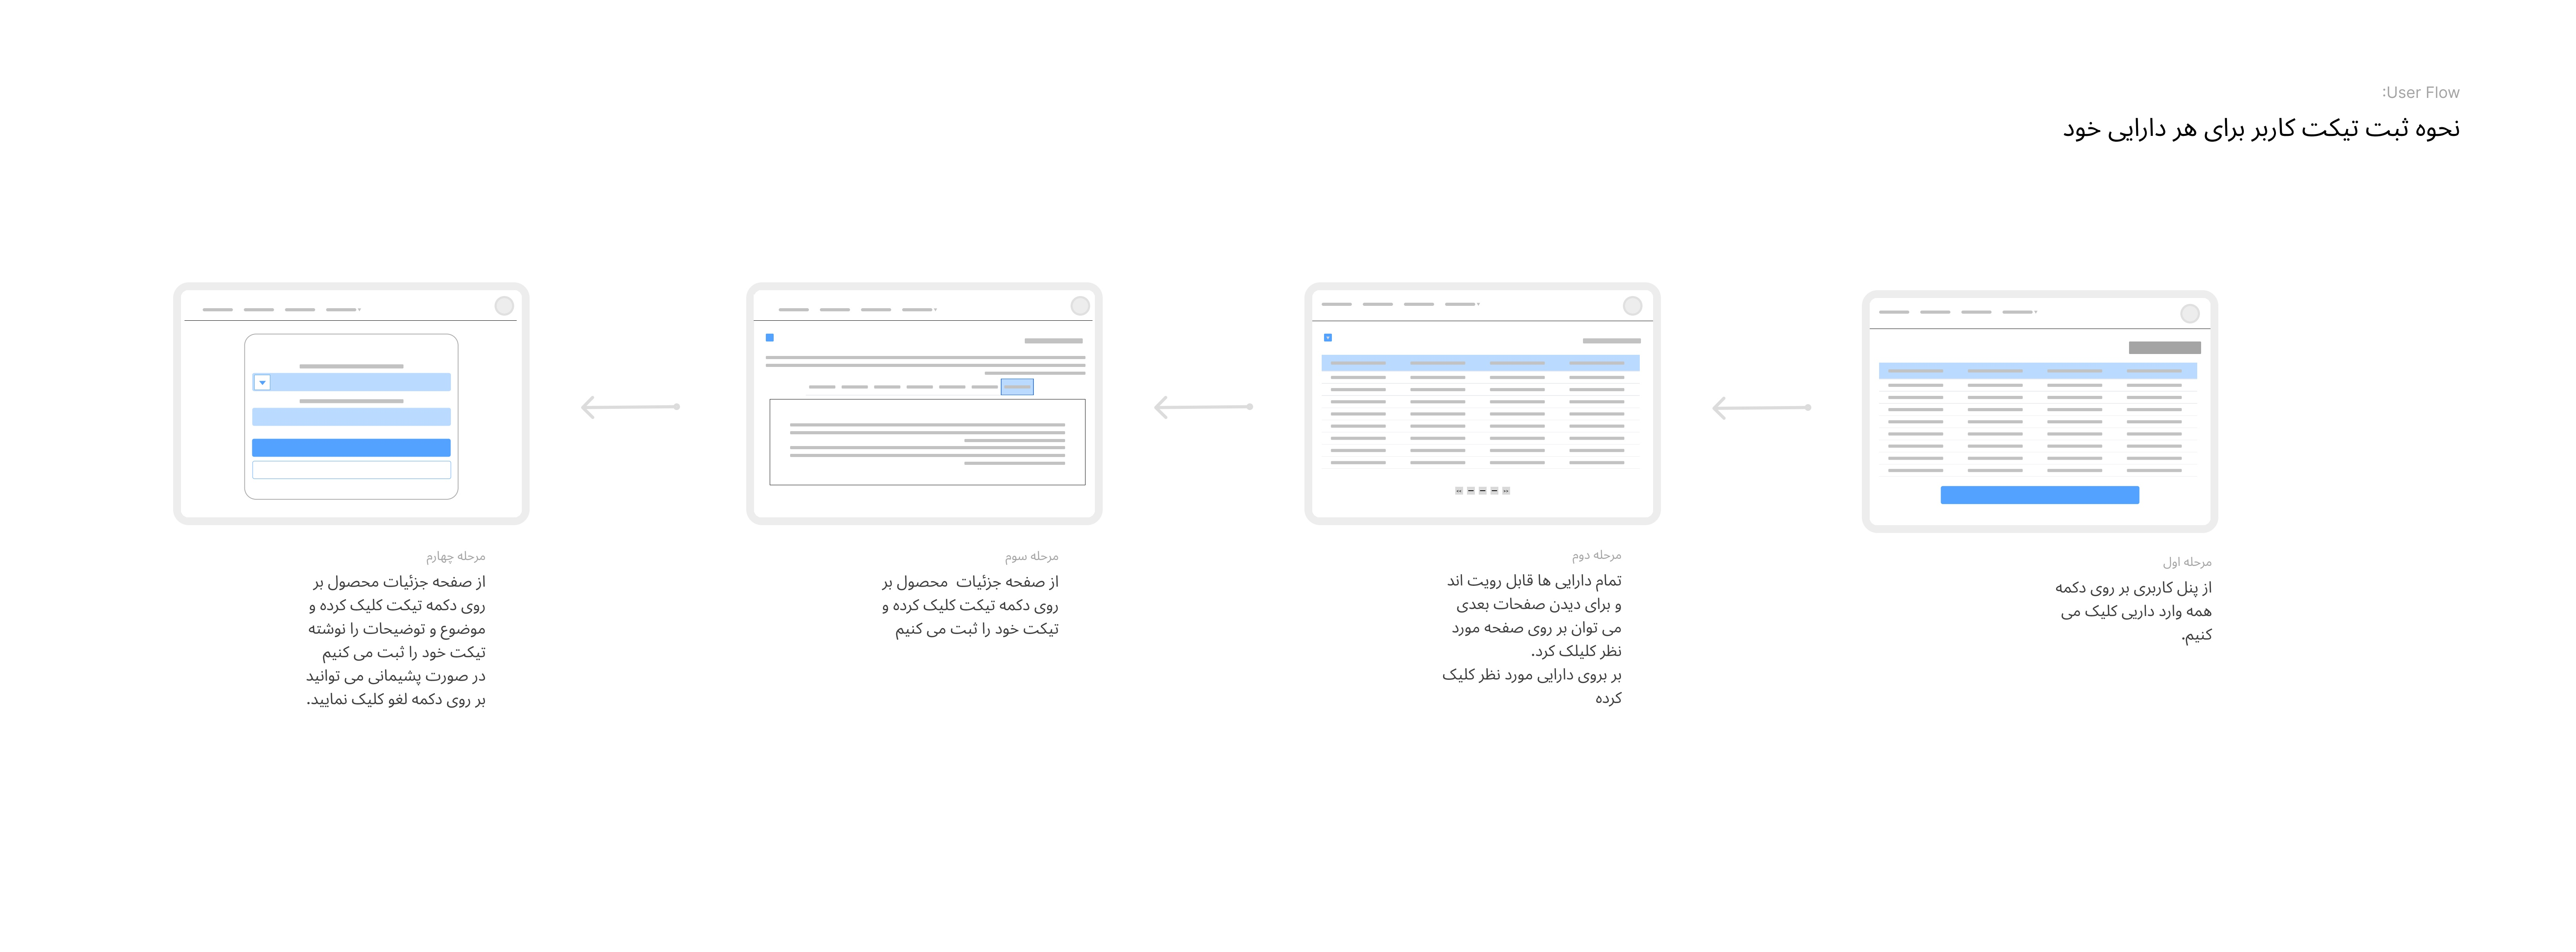 User Flow:
نحوه ثبت تیکت کاربر برای هر دارایی خود
مرحله اول
از پنل کاربری بر روی دکمه
همه وارد داریی کلیک می
کنیم.
مرحله دوم
تمام دارایی ها قابل رویت اند
و برای دیدن صفحات بعدی
می توان بر روی صفحه مورد
نظر کلیلک کرد.
بر بروی دارایی مورد نظر کلیک
کرده
مرحله سوم
از صفحه جزئیات محصول بر
روی دکمه تیکت کلیک کرده و
تیکت خود را ثبت می کنیم
مرحله چهارم
از صفحه جزئیات محصول بر
روی دکمه تیکت کلیک کرده و
موضوع و توضیحات را نوشته
تیکت خود را ثبت می کنیم
در صورت پشیمانی می توانید
بر روی دکمه لغو کلیک نمایید.